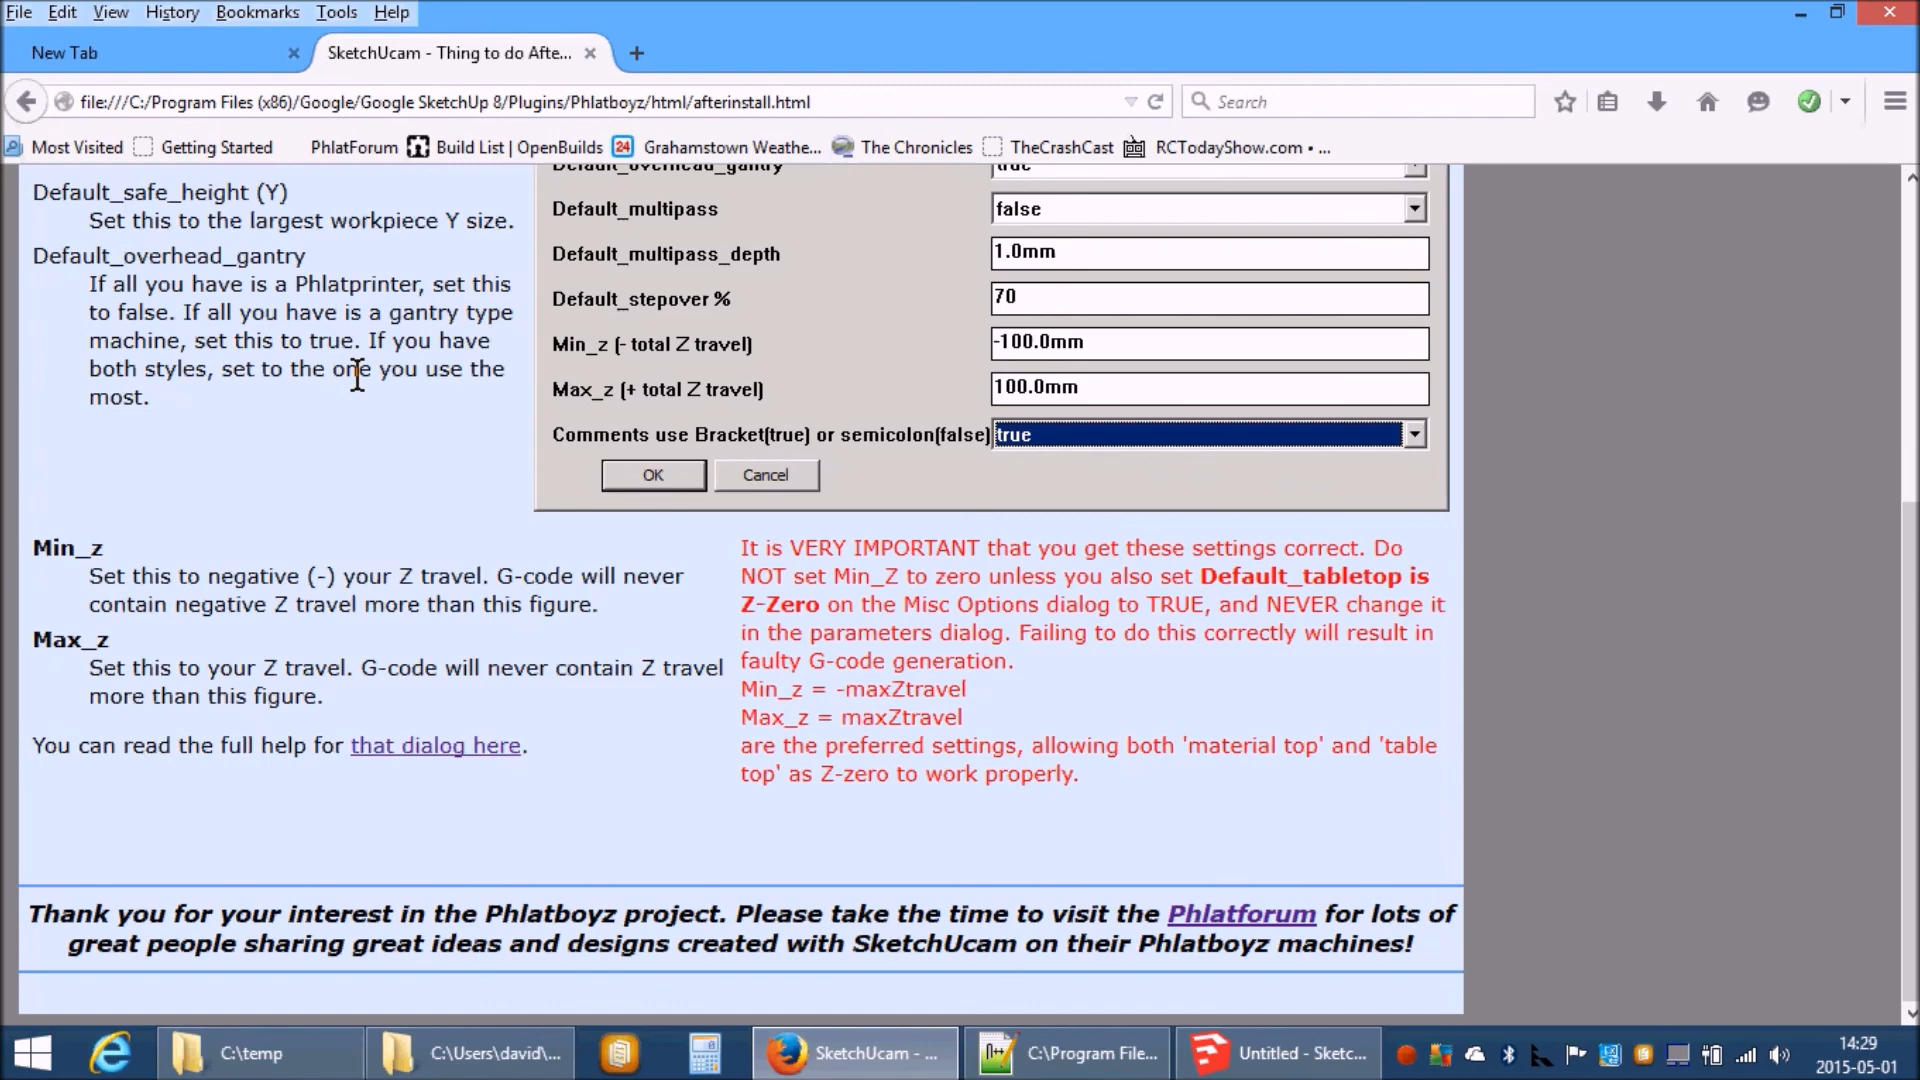 File Edit View History Bookmarks Tools Help
New Tab
SketchUcam - Thing to do Afte...
file:///C:/Program Files (x86)/Google/Google SketchUp 8/Plugins/Phlatboyz/html/afterinstall.html
Search
Most Visited Getting Started PhlatForum Build List | OpenBuilds 24 Grahamstown Weathe... The Chronicles TheCrashCast RCTodayShow.com • ...
Default_safe_height (Y)
Set this to the largest workpiece Y size.
Default_overhead_gantry
If all you have is a Phlatprinter, set this
to false. If all you have is a gantry type
machine, set this to true. If you have
both styles, set to the one you use the
most.
Default_overhead_gantry true
Default_multipass false
Default_multipass_depth 1.0mm
Default_stepover % 70
Min_z (- total Z travel) -100.0mm
Max_z (+ total Z travel) 100.0mm
Comments use Bracket(true) or semicolon(false) true
OK Cancel
Min_z
Set this to negative (-) your Z travel. G-code will never
contain negative Z travel more than this figure.
Max_z
Set this to your Z travel. G-code will never contain Z travel
more than this figure.
You can read the full help for that dialog here.
It is VERY IMPORTANT that you get these settings correct. Do
NOT set Min_Z to zero unless you also set Default_tabletop is
Z-Zero on the Misc Options dialog to TRUE, and NEVER change it
in the parameters dialog. Failing to do this correctly will result in
faulty G-code generation.
Min_z = -maxZtravel
Max_z = maxZtravel
are the preferred settings, allowing both 'material top' and 'table
top' as Z-zero to work properly.
Thank you for your interest in the Phlatboyz project. Please take the time to visit the Phlatforum for lots of
great people sharing great ideas and designs created with SketchUcam on their Phlatboyz machines!
C:\temp
C:\Users\david\...
SketchUcam - ...
C:\Program File...
Untitled - Sketc...
14:29
2015-05-01